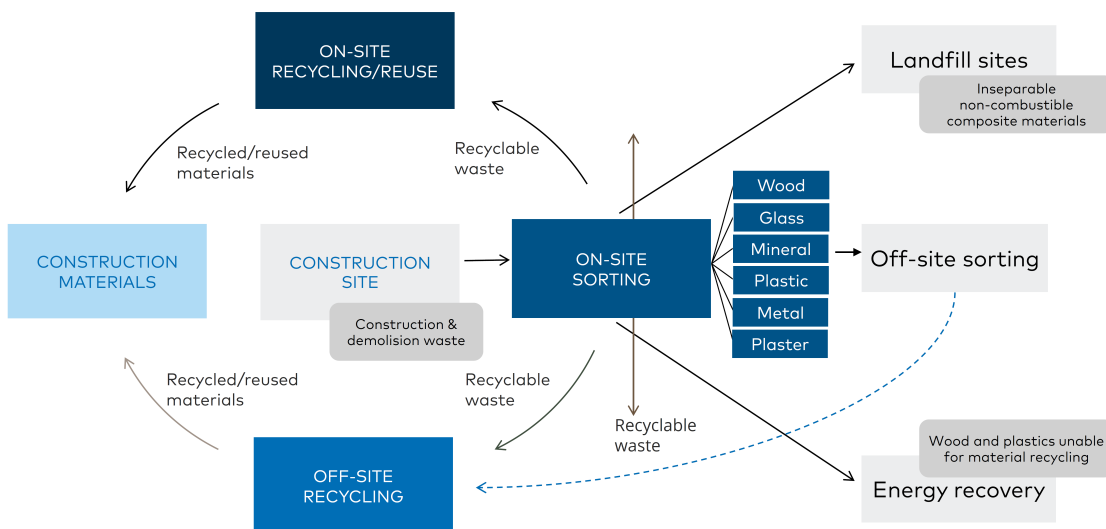 ON-SITE
RECYCLING/REUSE
Landfill sites
Inseparable
non-combustible
composite materials
Recycled/reused
materials
Recyclable
waste
Wood
Glass
Mineral
Plastic
Metal
Plaster
CONSTRUCTION
MATERIALS
CONSTRUCTION
SITE
Construction &
demolision waste
ON-SITE
SORTING
Off-site sorting
Recycled/reused
materials
Recyclable
waste
Recyclable
waste
OFF-SITE
RECYCLING
Wood and plastics unable
for material recycling
Energy recovery